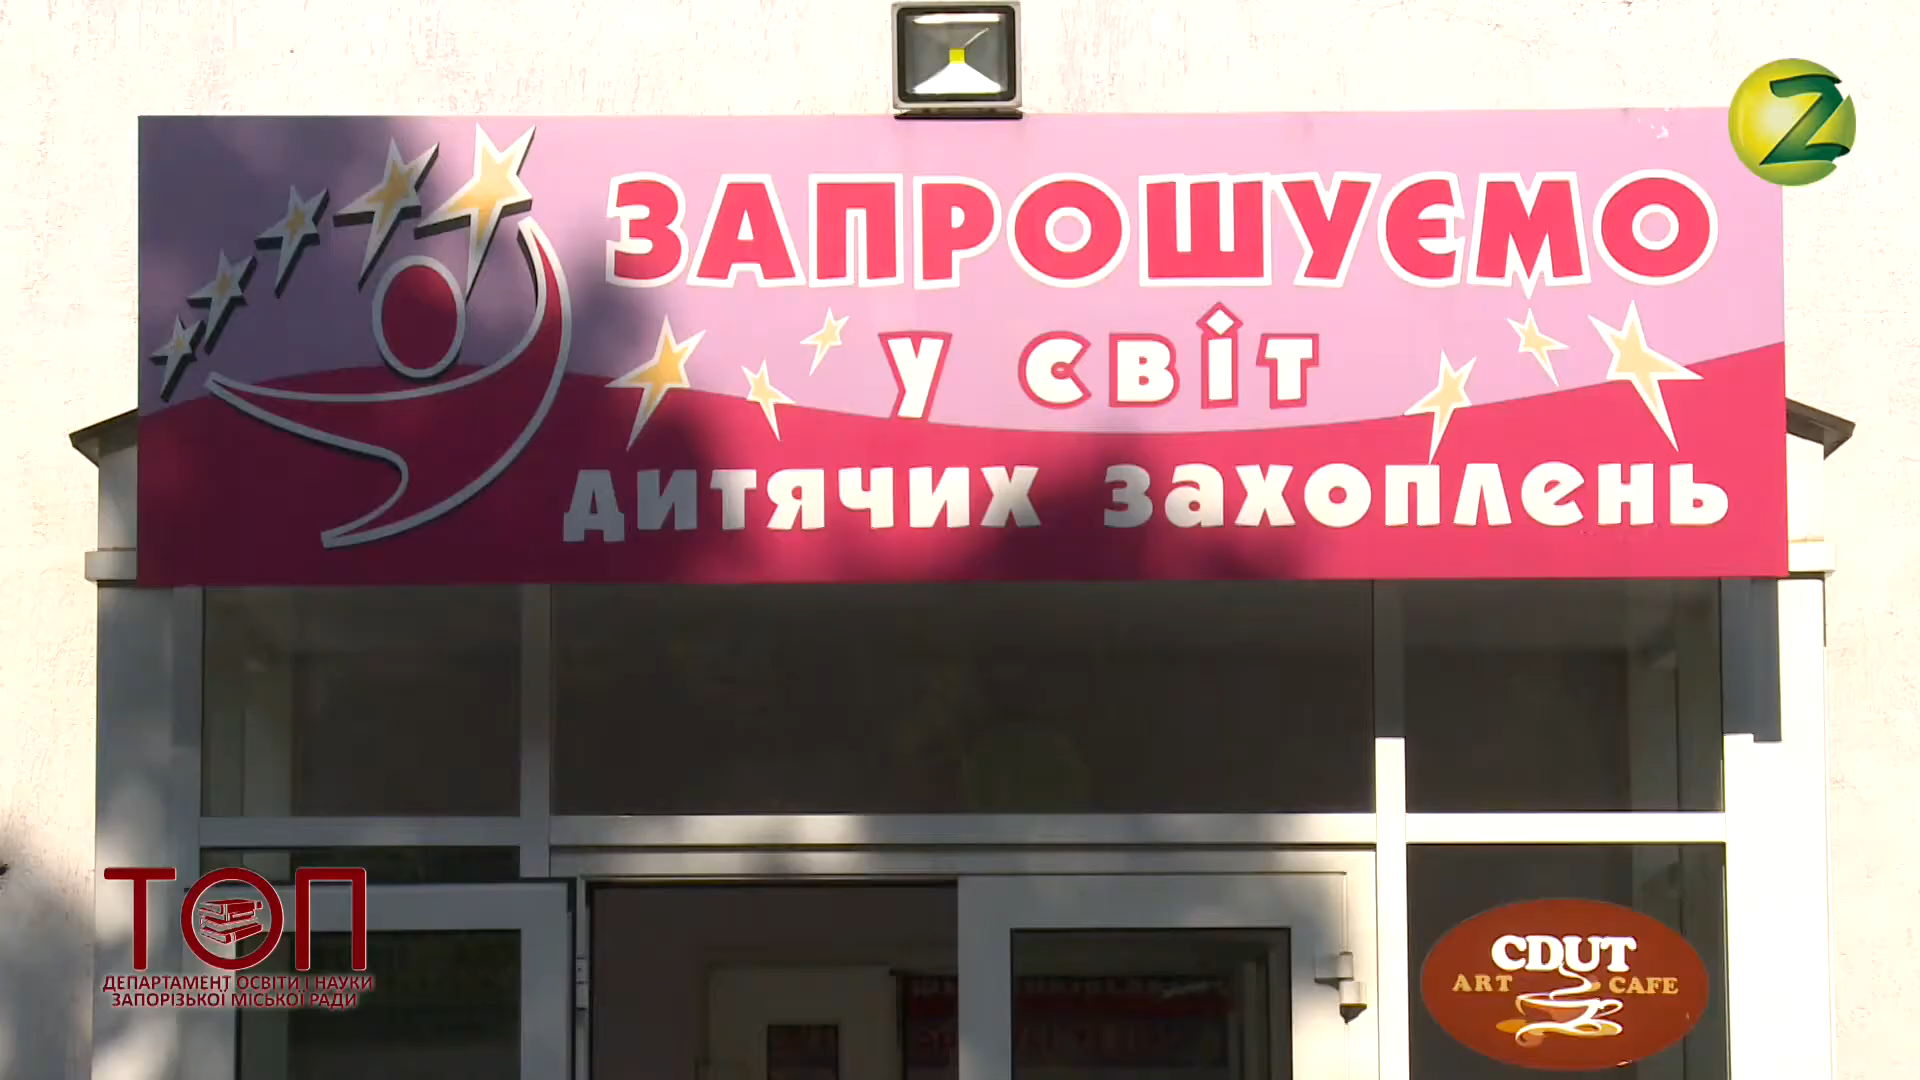 Z
ЗАПРОШУЄМО
у світ
дитячих захоплень
ТОП
ДЕПАРТАМЕНТ ОСВІТИ І НАУКИ
ЗАПОРІЗЬКОЇ МІСЬКОЇ РАДИ
CDUT
ART CAFE